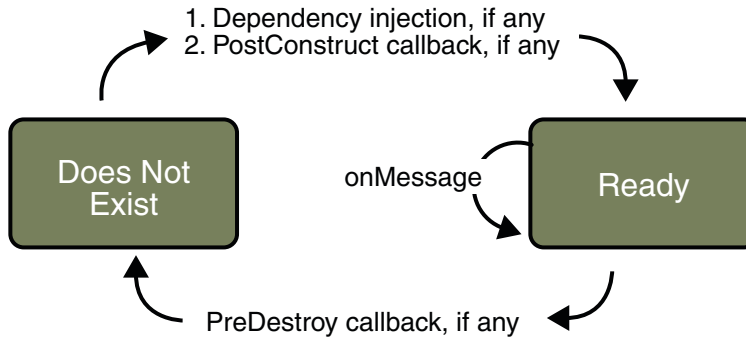 1. Dependency injection, if any
2. PostConstruct callback, if any
Does Not
Exist
onMessage
Ready
PreDestroy callback, if any